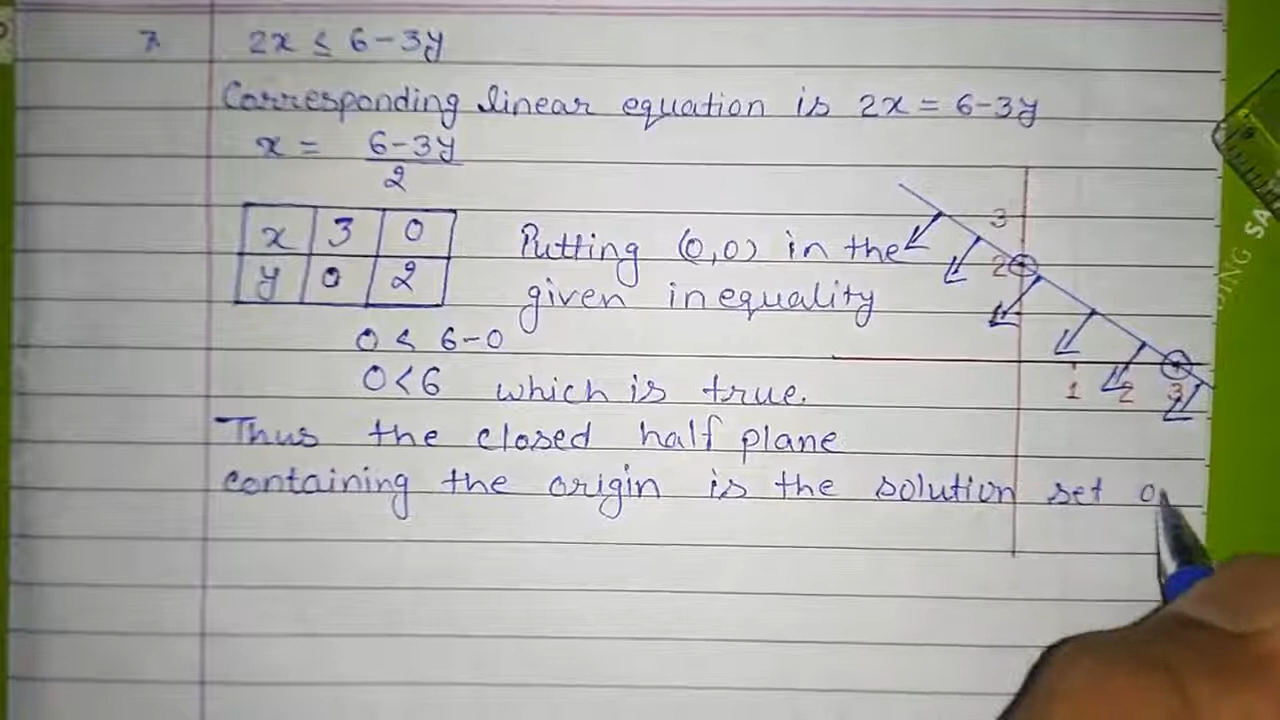 7. 2x ≤ 6-3y
Corresponding linear equation is 2x = 6-3y
x = 6-3y
2
x 3 0
y 0 2
Putting (0,0) in the
given inequality
0 ≤ 6-0
0<6 which is true.
Thus the closed half plane
containing the origin is the solution set
3
2
1 2 3